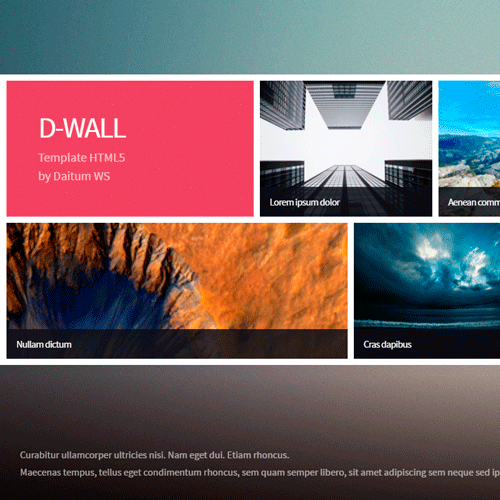 D-WALL
Template HTML5
by Daitum WS
Lorem ipsum dolor
Aenean comm
Nullam dictum
Cras dapibus
Curabitur ullamcorper ultricies nisi. Nam eget dui. Etiam rhoncus.
Maecenas tempus, tellus eget condimentum rhoncus, sem quam semper libero, sit amet adipiscing sem neque sed ip